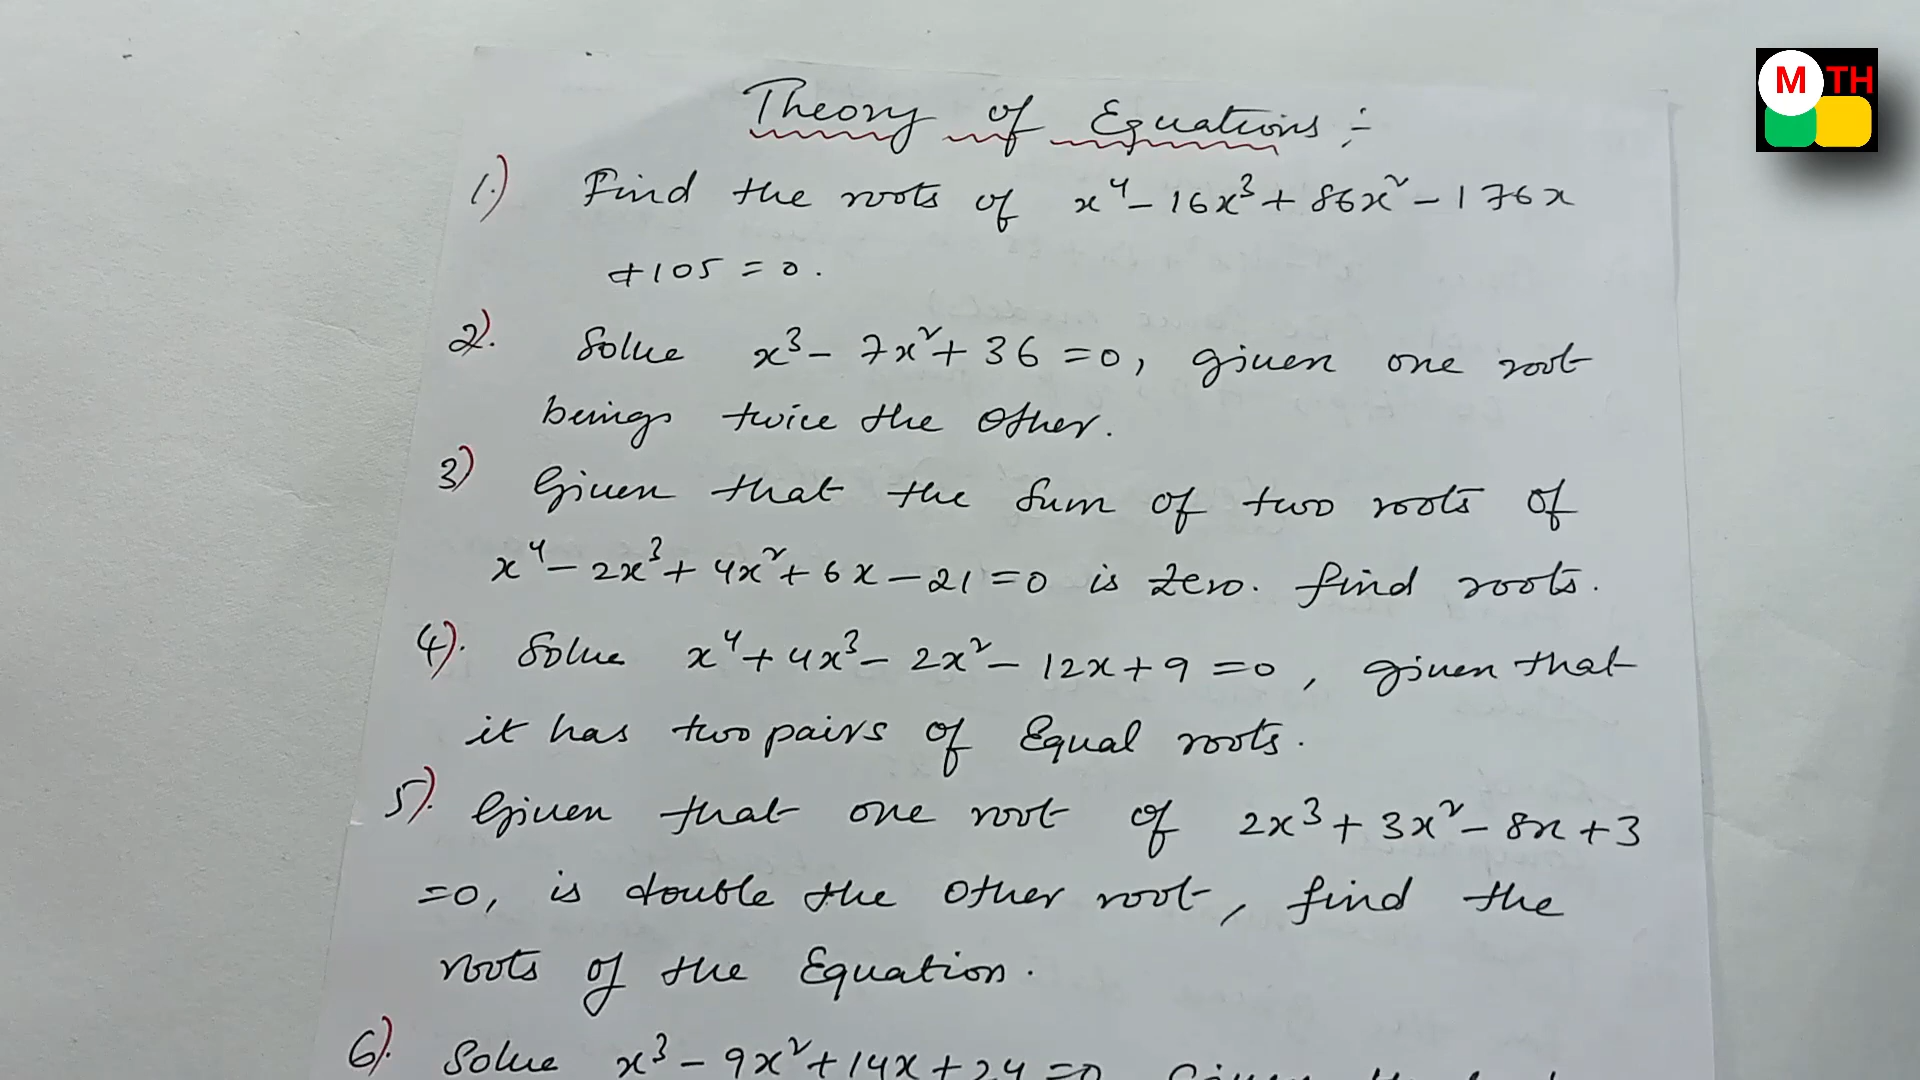 M TH
Theory of Equations :-
1.) Find the roots of x⁴ - 16x³ + 86x² - 176x
+105 = 0.
2). Solve x³ - 7x² + 36 = 0, given one root
beings twice the other.
3) Given that the sum of two roots of
x⁴ - 2x³ + 4x² + 6x - 21 = 0 is zero. find roots.
4). Solve x⁴ + 4x³ - 2x² - 12x + 9 = 0, given that
it has two pairs of Equal roots.
5). Given that one root of 2x³ + 3x² - 8x + 3
=0, is double the other root, find the
roots of the Equation.
6). Solve x³ - 9x² + 14x + 24 = 0